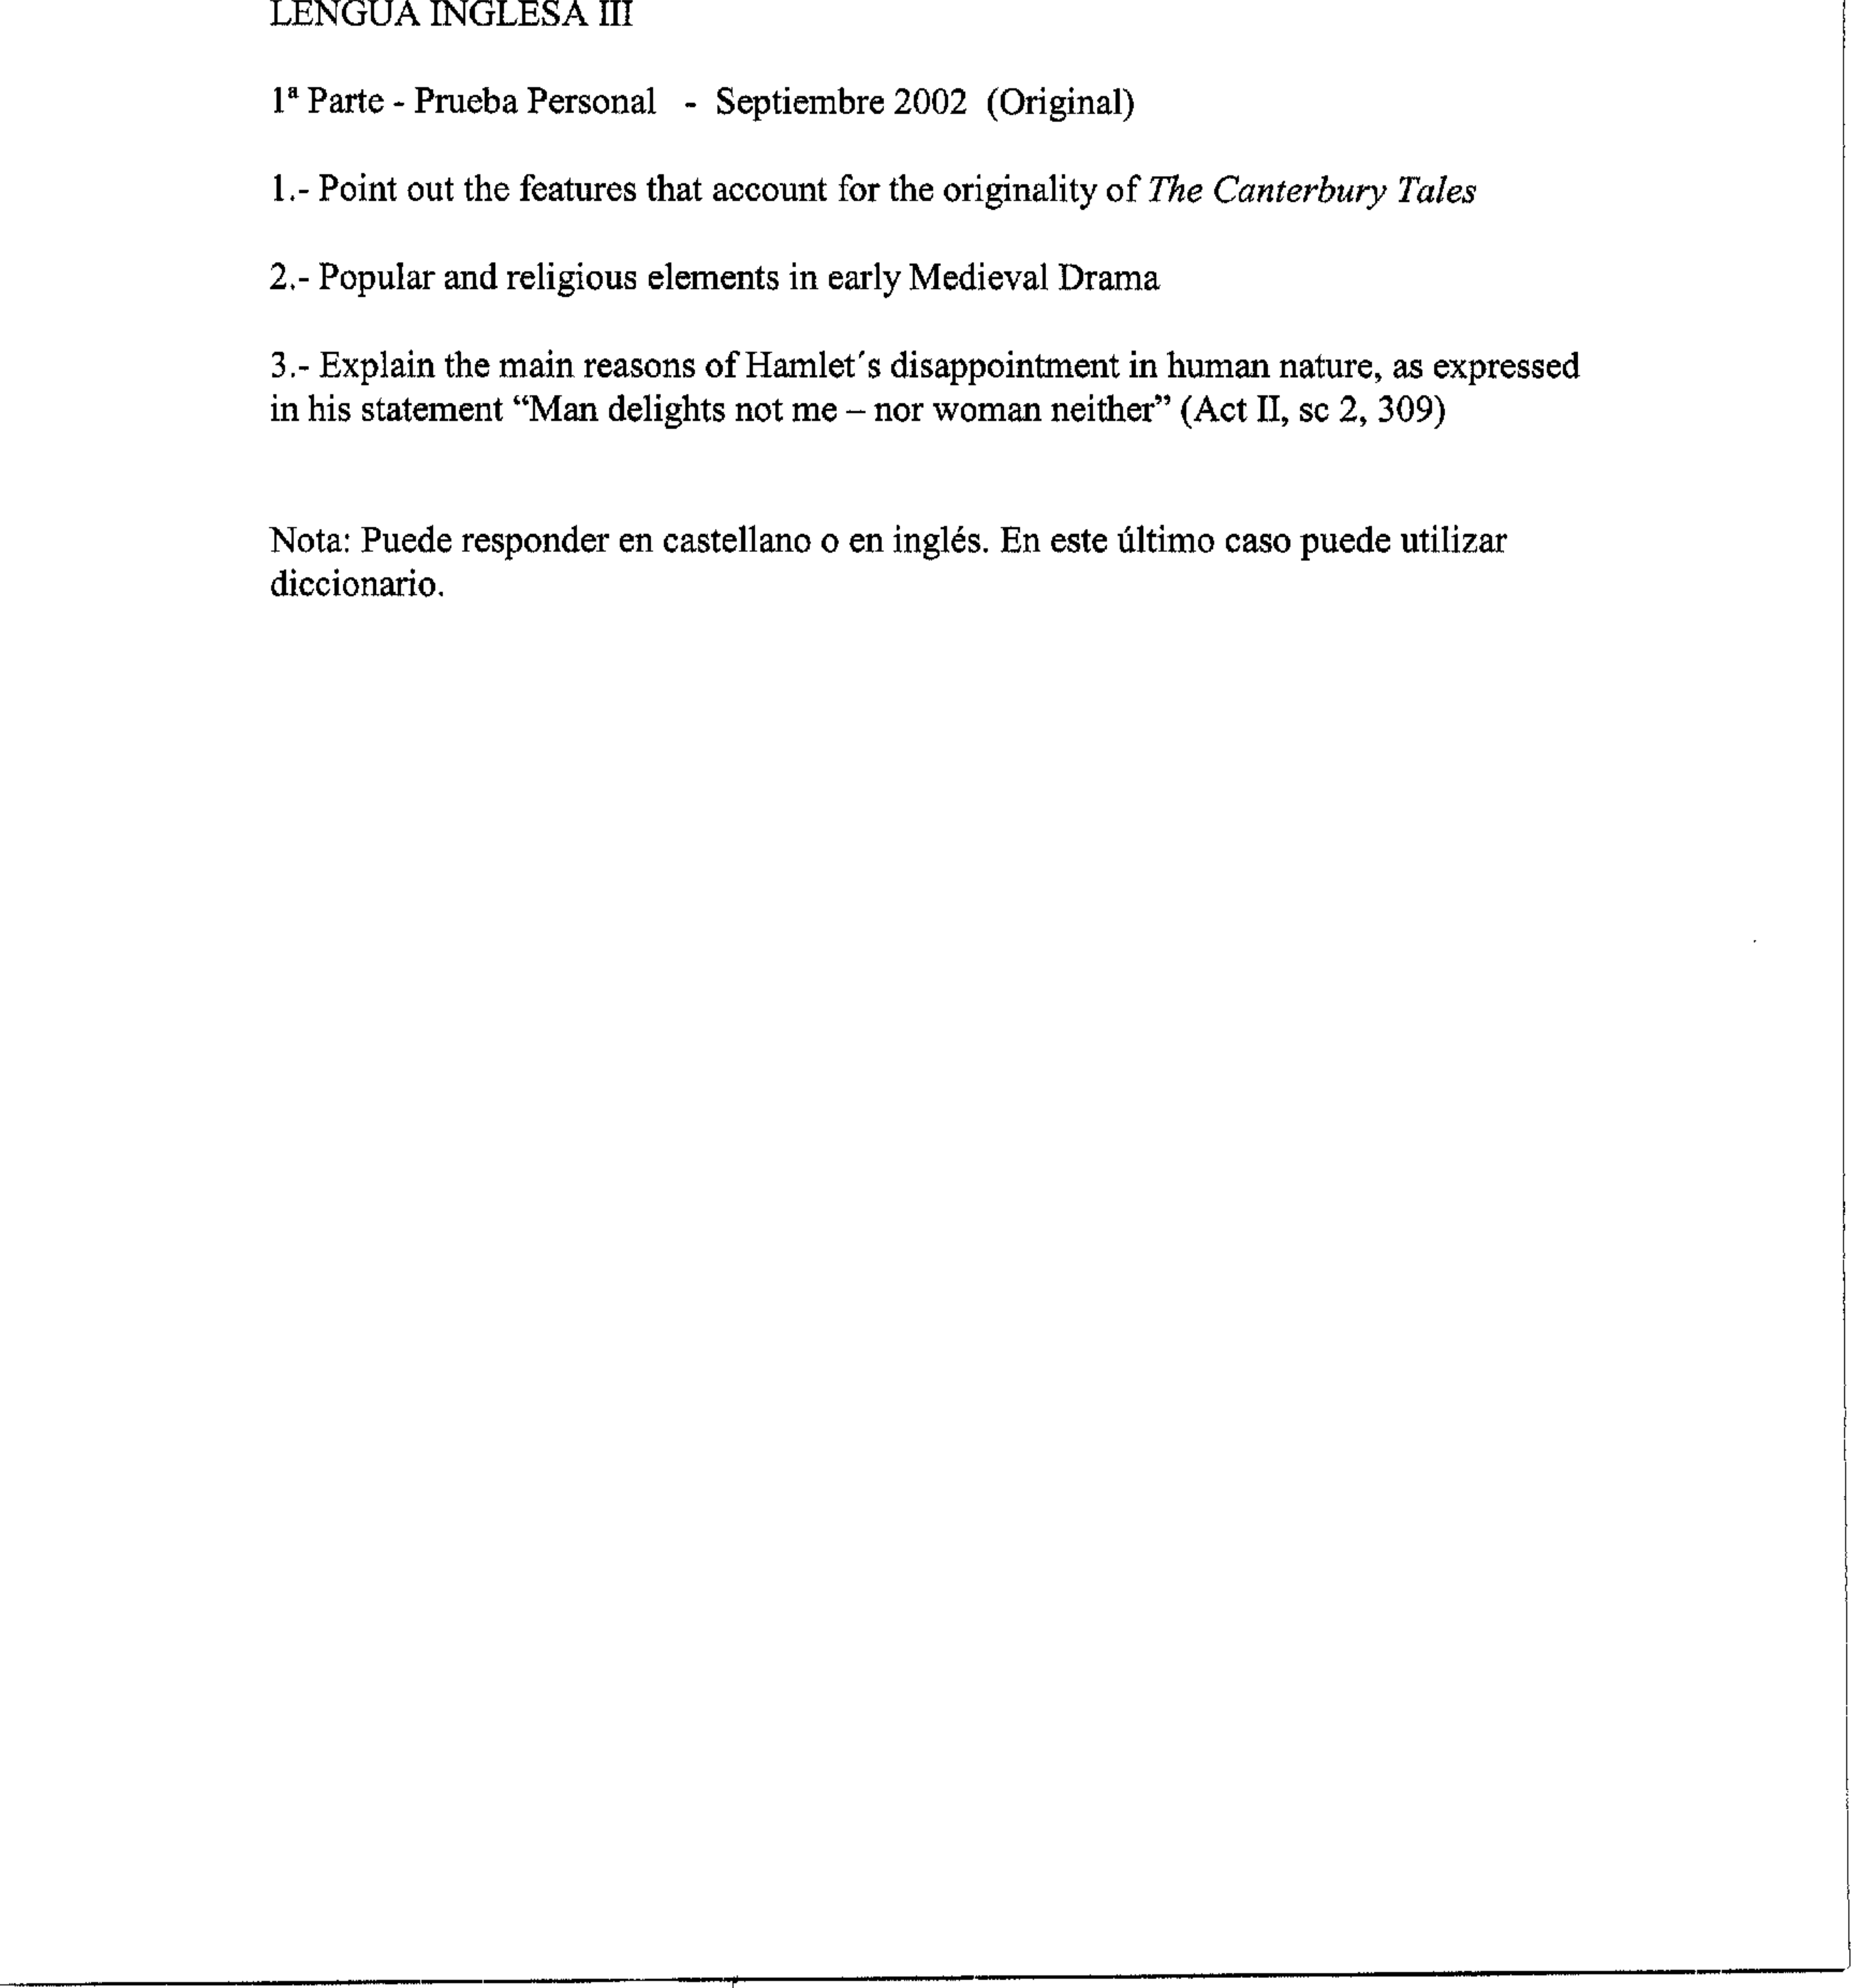 LENGUA INGLESA III
1ª Parte - Prueba Personal - Septiembre 2002 (Original)
1.- Point out the features that account for the originality of The Canterbury Tales
2.- Popular and religious elements in early Medieval Drama
3.- Explain the main reasons of Hamlet´s disappointment in human nature, as expressed
in his statement “Man delights not me – nor woman neither” (Act II, sc 2, 309)
Nota: Puede responder en castellano o en inglés. En este último caso puede utilizar
diccionario.